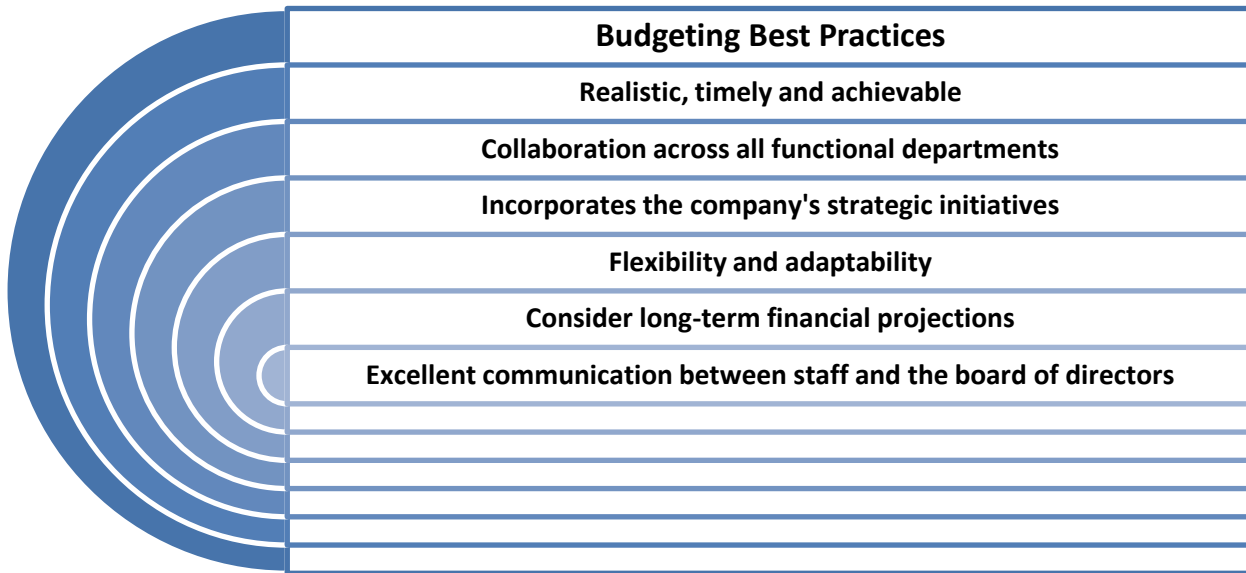 Budgeting Best Practices
Realistic, timely and achievable
Collaboration across all functional departments
Incorporates the company's strategic initiatives
Flexibility and adaptability
Consider long-term financial projections
Excellent communication between staff and the board of directors